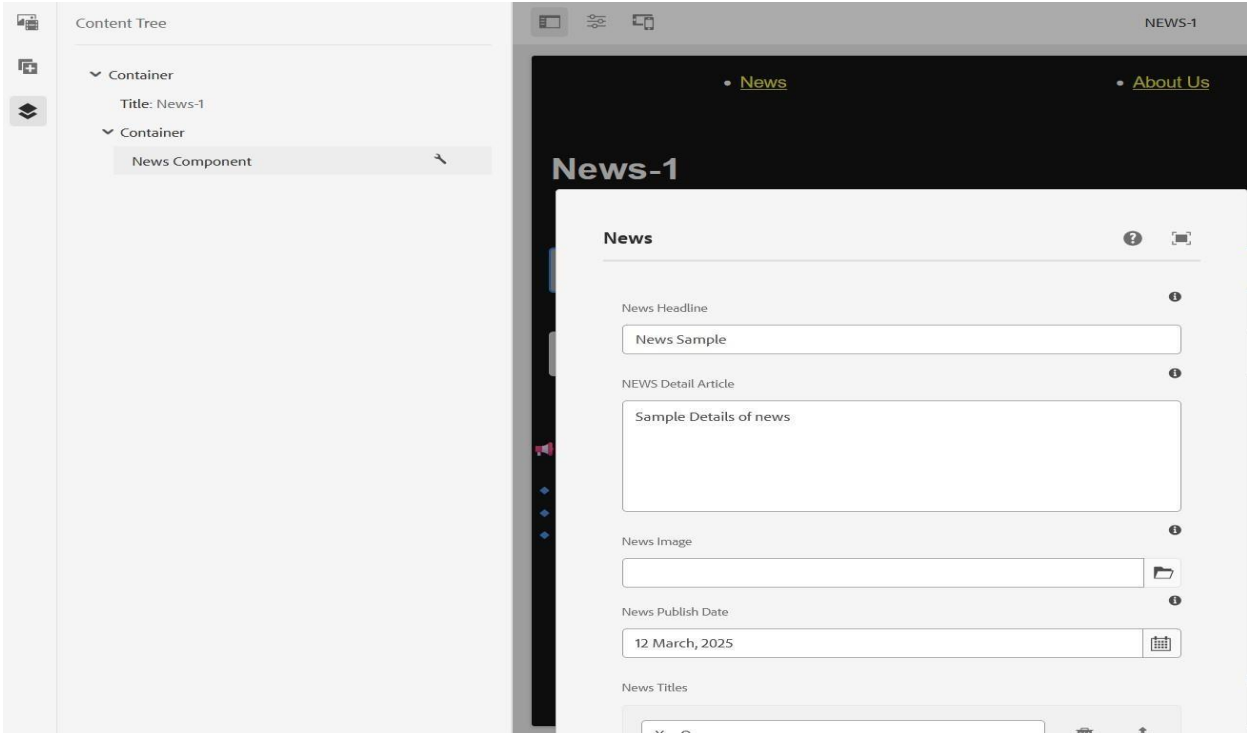 Content Tree
Container
Title: News-1
Container
News Component
NEWS-1
• News
• About Us
News-1
News
News Headline
News Sample
NEWS Detail Article
Sample Details of news
News Image
News Publish Date
12 March, 2025
News Titles